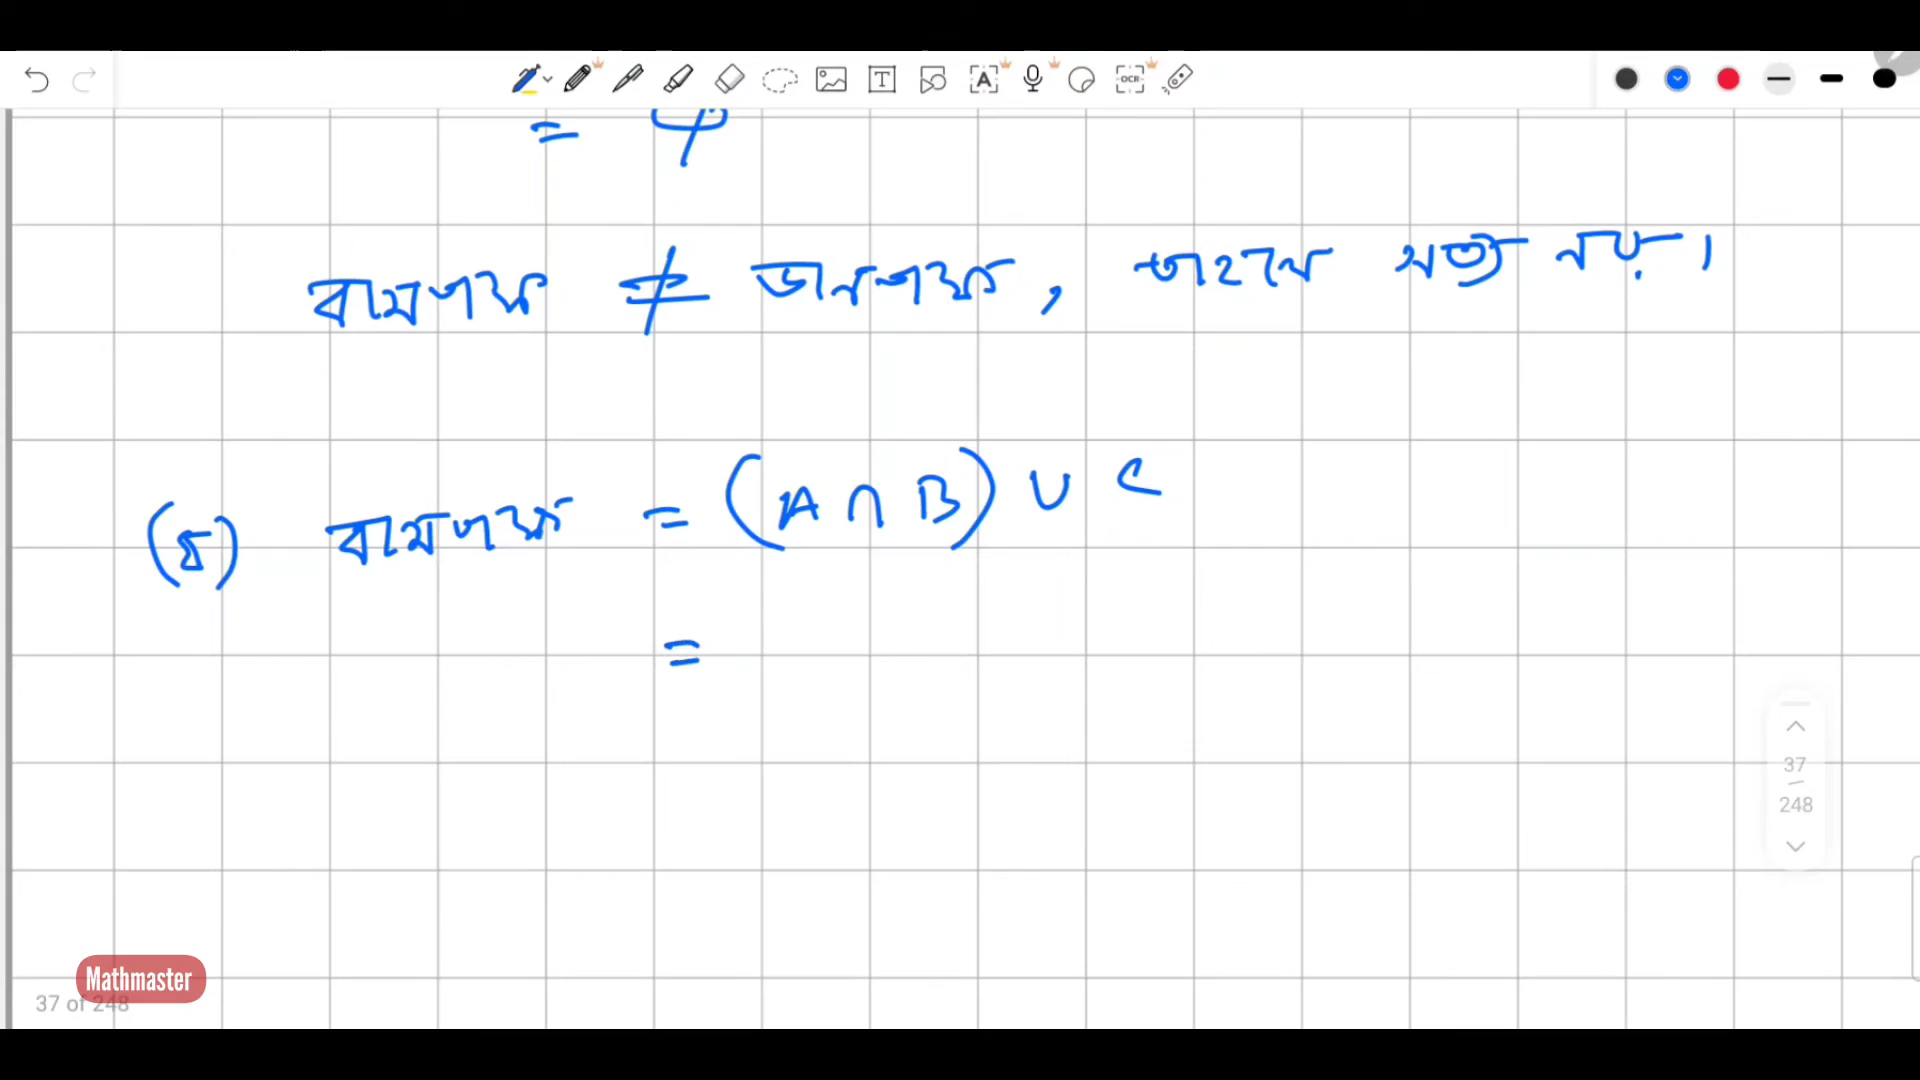 = φ
বামপক্ষ ≠ ডানপক্ষ, তাহলে সত্য নয়।
(চ) বামপক্ষ = (A ∩ B) ∪ C
=
37
248
Mathmaster
37 of 248